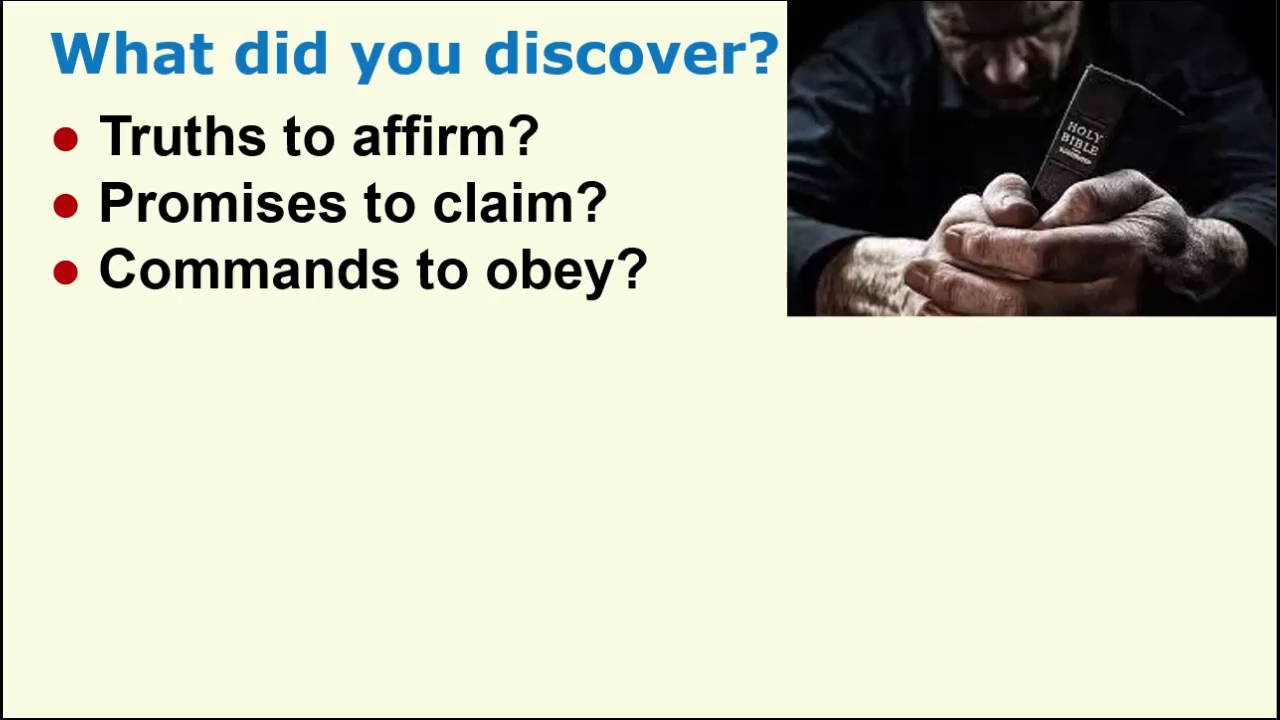 What did you discover?
● Truths to affirm?
● Promises to claim?
● Commands to obey?
HOLY
BIBLE